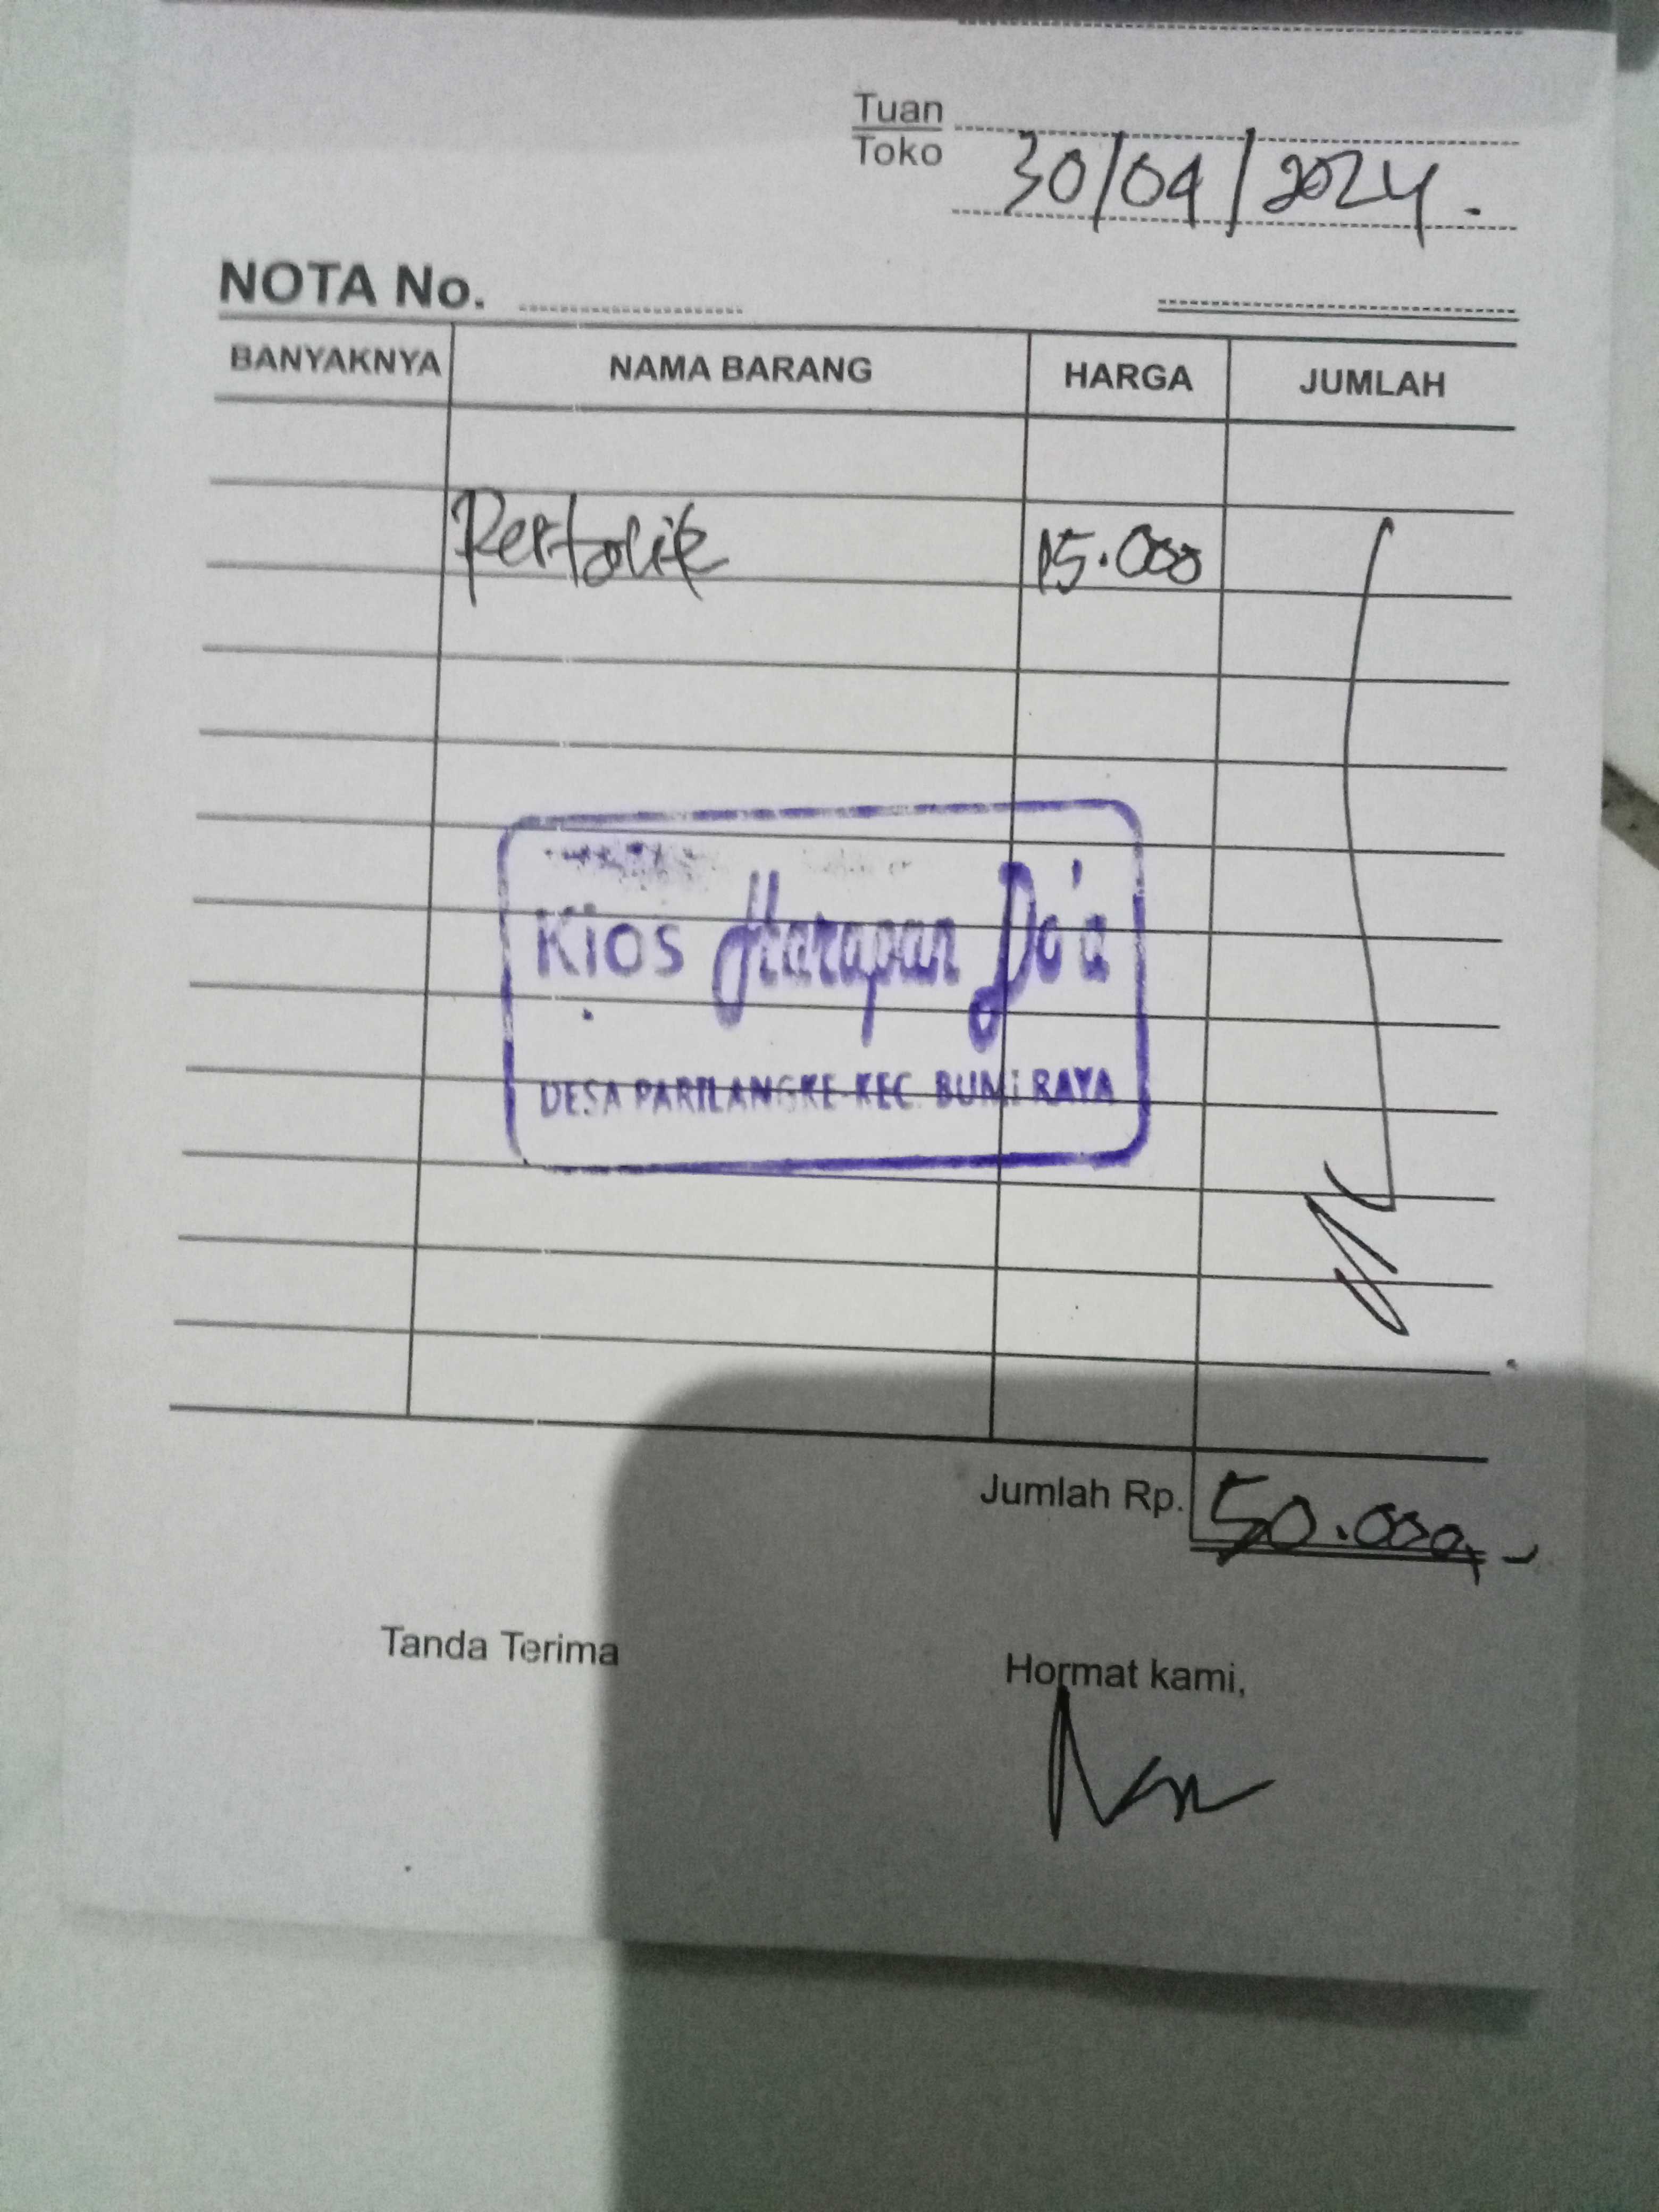 Tuan
Toko
30/04/2024.
NOTA No.
BANYAKNYA NAMA BARANG HARGA JUMLAH
Pertalite 15.000
Kios Harapan Do'a
DESA PARILANGKE KEC. BUMI RAYA
Jumlah Rp. 50.000,-
Tanda Terima Hormat kami,